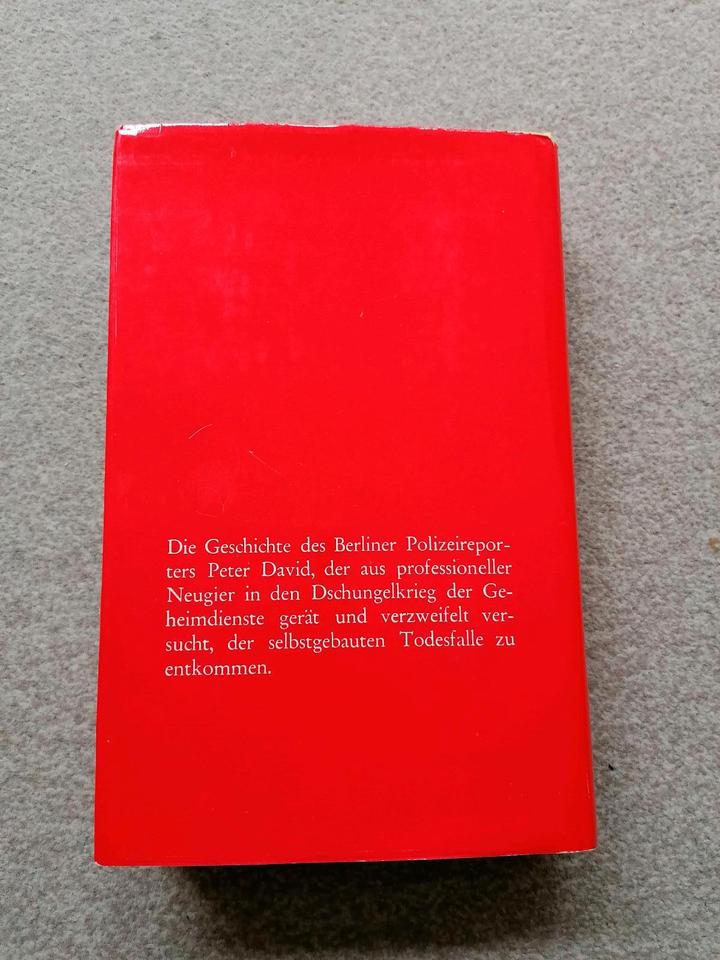 Die Geschichte des Berliner Polizeirepor-
ters Peter David, der aus professioneller
Neugier in den Dschungelkrieg der Ge-
heimdienste gerät und verzweifelt ver-
sucht, der selbstgebauten Todesfalle zu
entkommen.